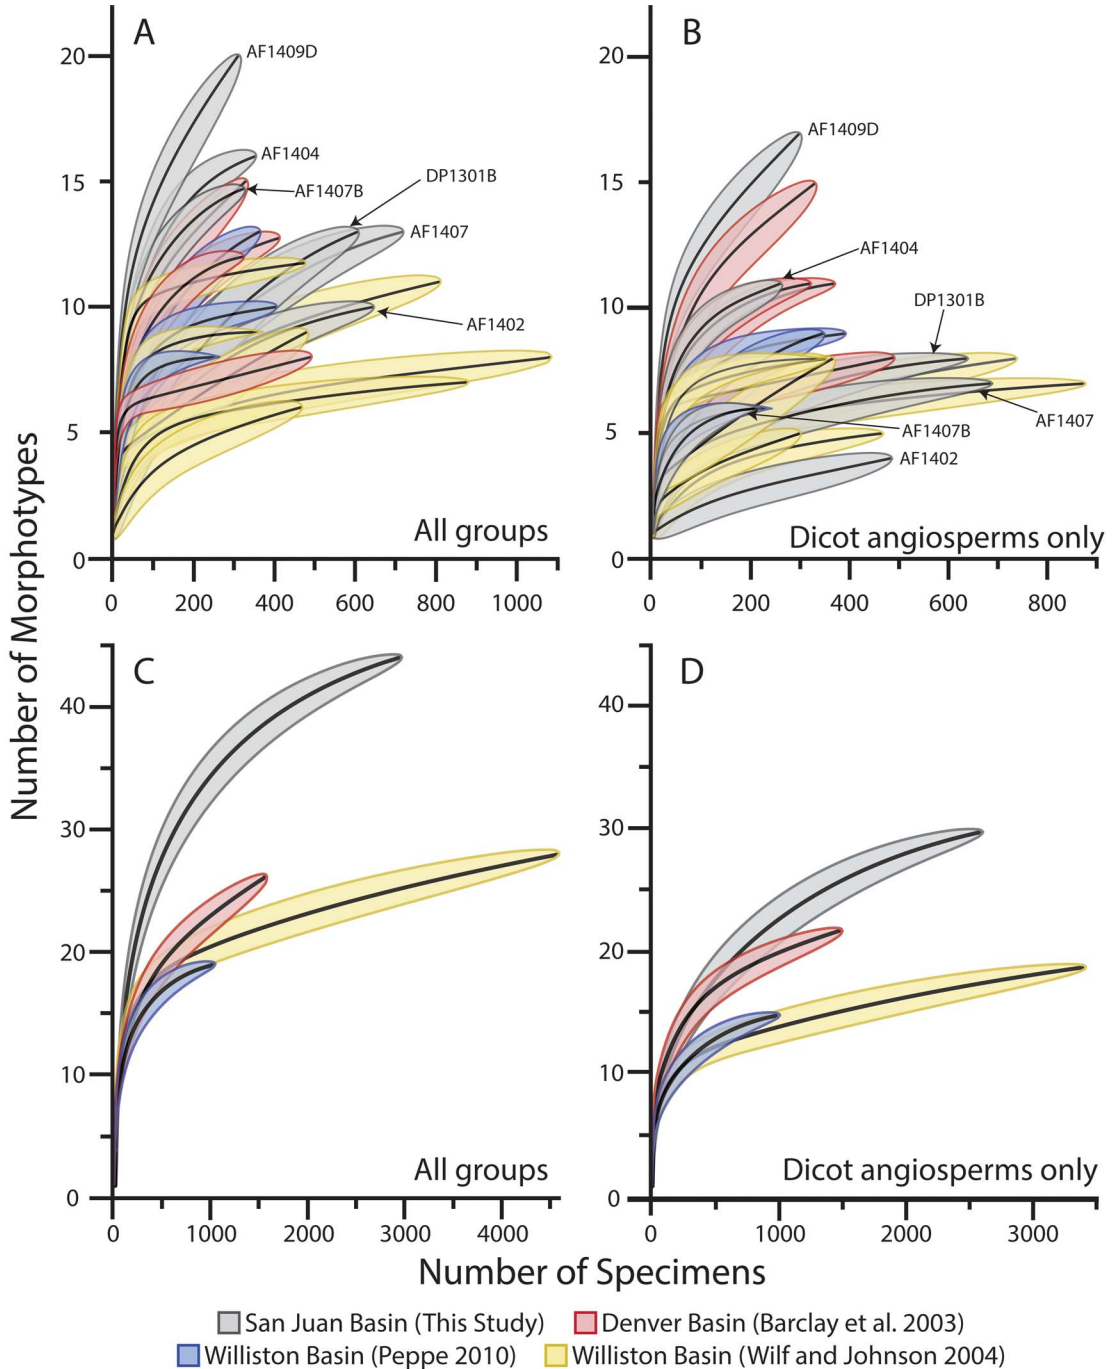 A
B
20
15
10
5
0
AF1409D
AF1404
AF1407B
DP1301B
AF1407
AF1402
All groups
0 200 400 600 800 1000
20
15
10
5
0
AF1409D
AF1404
DP1301B
AF1407
AF1407B
AF1402
Dicot angiosperms only
0 200 400 600 800
Number of Morphotypes
C
D
40
30
20
10
0
All groups
0 1000 2000 3000 4000
40
30
20
10
0
Dicot angiosperms only
0 1000 2000 3000
Number of Specimens
San Juan Basin (This Study) Denver Basin (Barclay et al. 2003)
Williston Basin (Peppe 2010) Williston Basin (Wilf and Johnson 2004)